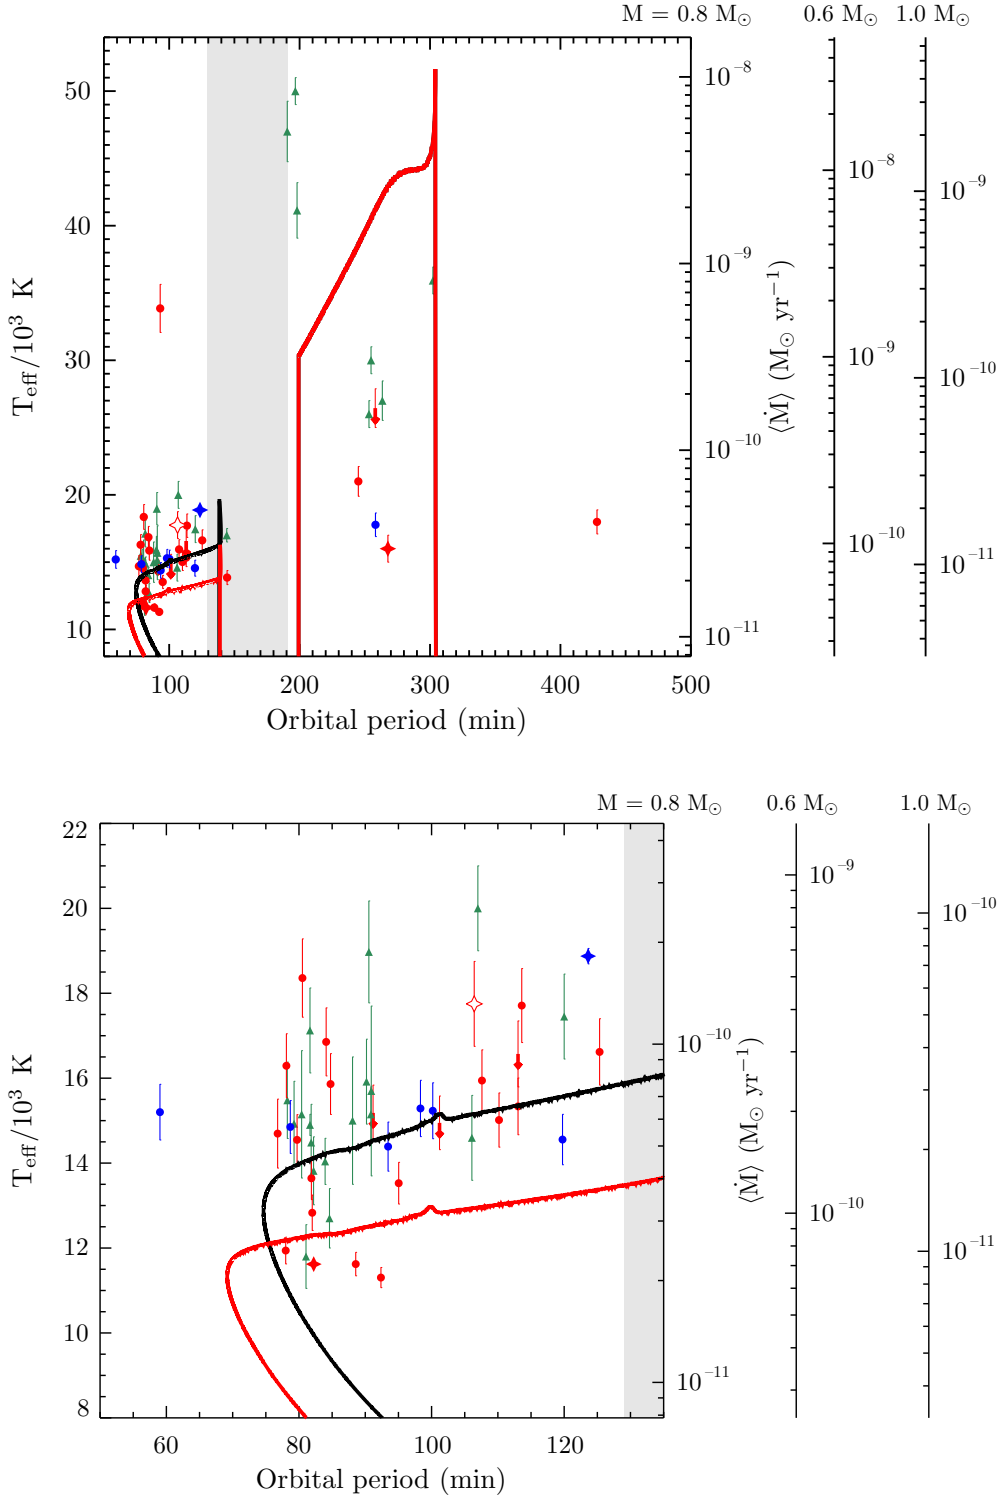 M = 0.8 M⊙ 0.6 M⊙ 1.0 M⊙
50
40
30
20
10
T_eff/10³ K
100 200 300 400 500
Orbital period (min)
10⁻⁸
10⁻⁹
10⁻¹⁰
10⁻¹¹
⟨Ṁ⟩ (M⊙ yr⁻¹)
10⁻⁸
10⁻⁹
10⁻¹⁰
10⁻⁹
10⁻¹⁰
10⁻¹¹
M = 0.8 M⊙ 0.6 M⊙ 1.0 M⊙
22
20
18
16
14
12
10
8
T_eff/10³ K
60 80 100 120
Orbital period (min)
10⁻¹⁰
10⁻¹¹
⟨Ṁ⟩ (M⊙ yr⁻¹)
10⁻⁹
10⁻¹⁰
10⁻¹⁰
10⁻¹¹